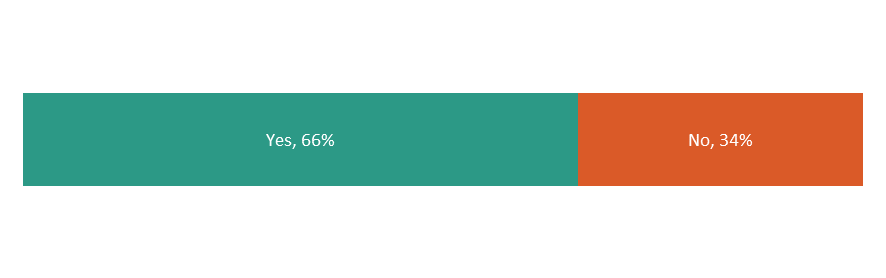 Yes, 66%
No, 34%